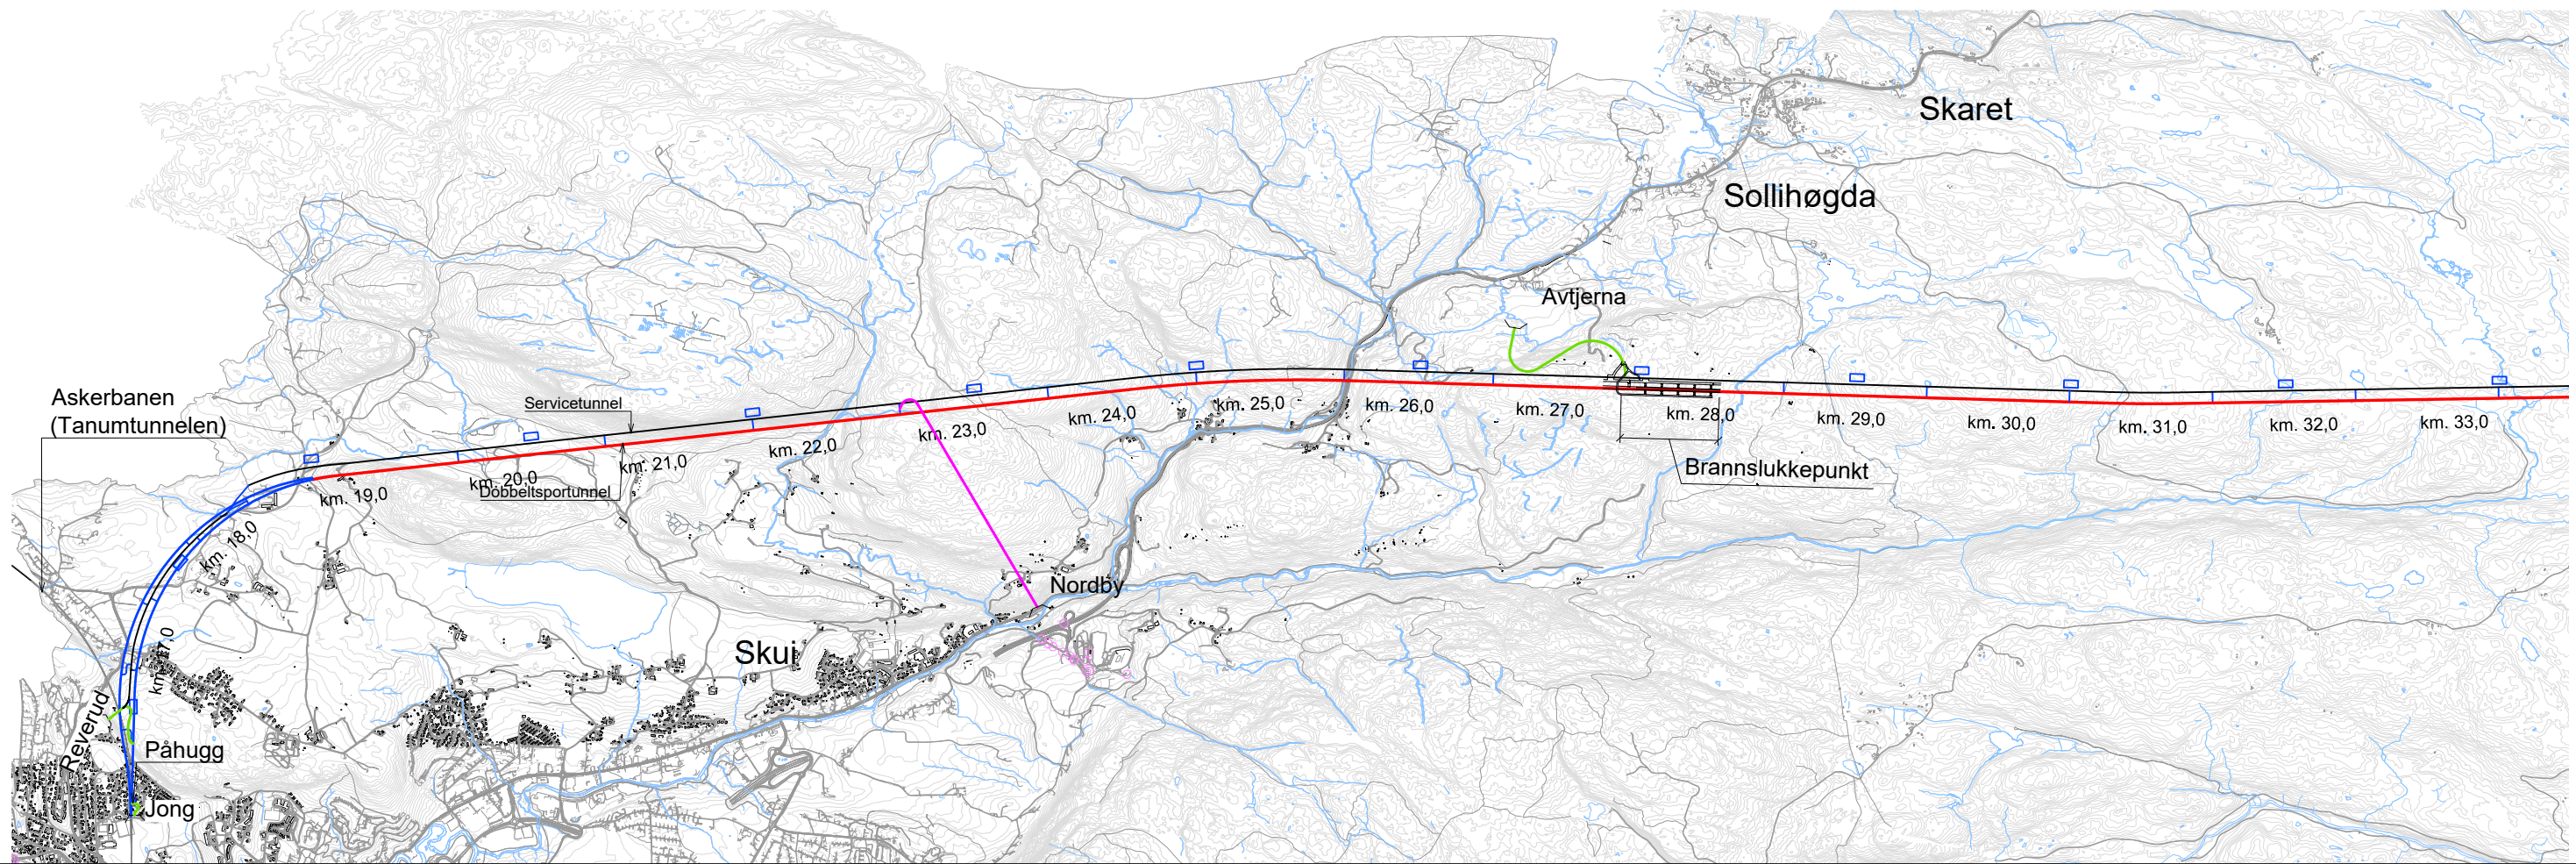 Skaret
Sollihøgda
Avtjerna
Askerbanen
(Tanumtunnelen)
Servicetunnel
Dobbeltsportunnel
km. 18,0
km. 19,0
km. 20,0
km. 21,0
km. 22,0
km. 23,0
km. 24,0
km. 25,0
km. 26,0
km. 27,0
km. 28,0
km. 29,0
km. 30,0
km. 31,0
km. 32,0
km. 33,0
Brannslukkepunkt
Nordby
Skui
km. 17,0
Reverud
Påhugg
Jong